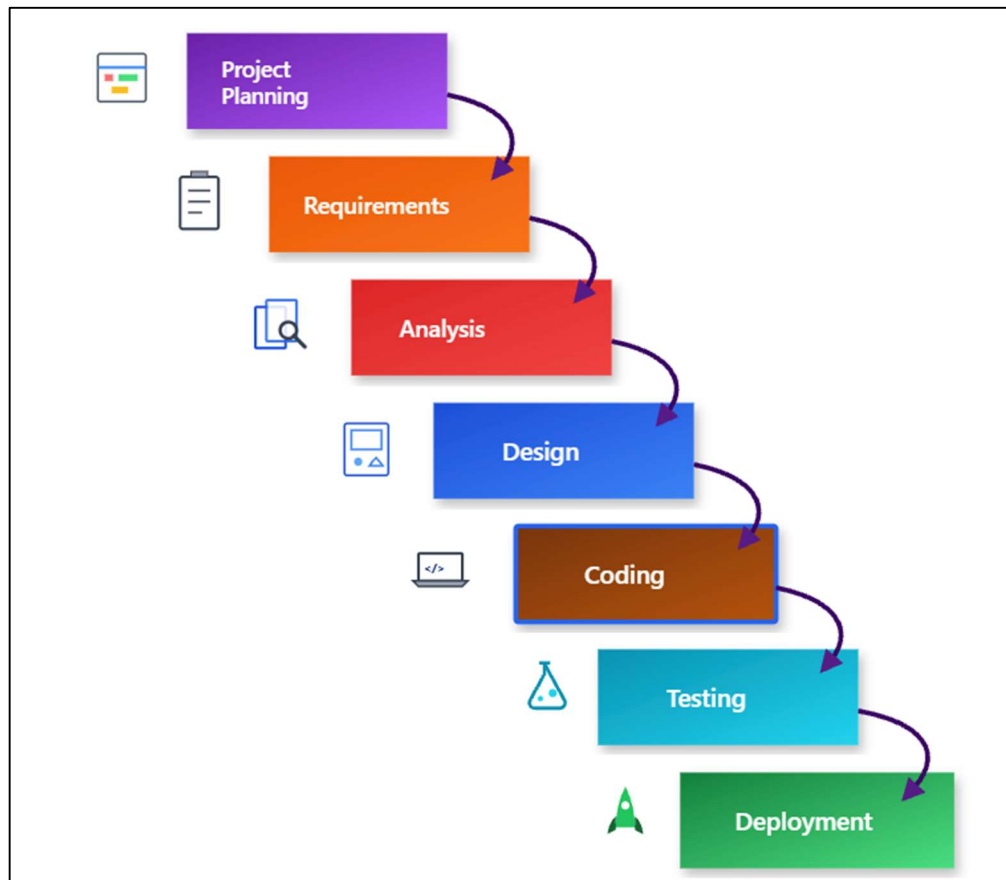 Project
Planning
Requirements
Analysis
Design
</>
Coding
Testing
Deployment